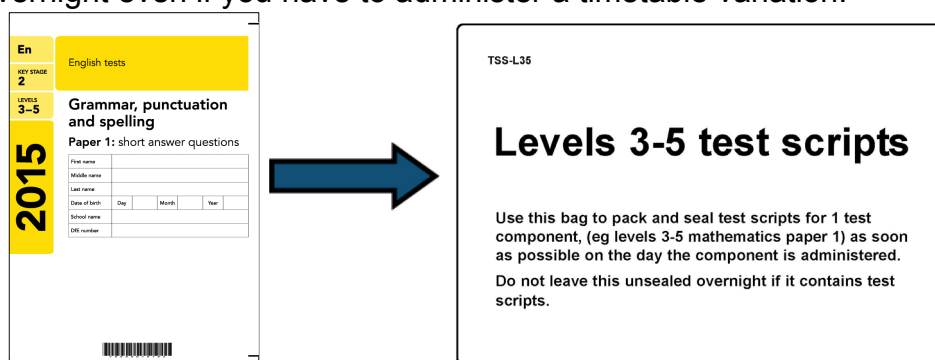 even if you have to administer a timetable variation.
En
KEY STAGE
2
LEVELS
3–5
2015
English tests
Grammar, punctuation
and spelling
Paper 1: short answer questions
First name
Middle name
Last name
Date of birth Day Month Year
School name
DfE number
TSS-L35
Levels 3-5 test scripts
Use this bag to pack and seal test scripts for 1 test
component, (eg levels 3-5 mathematics paper 1) as soon
as possible on the day the component is administered.
Do not leave this unsealed overnight if it contains test
scripts.